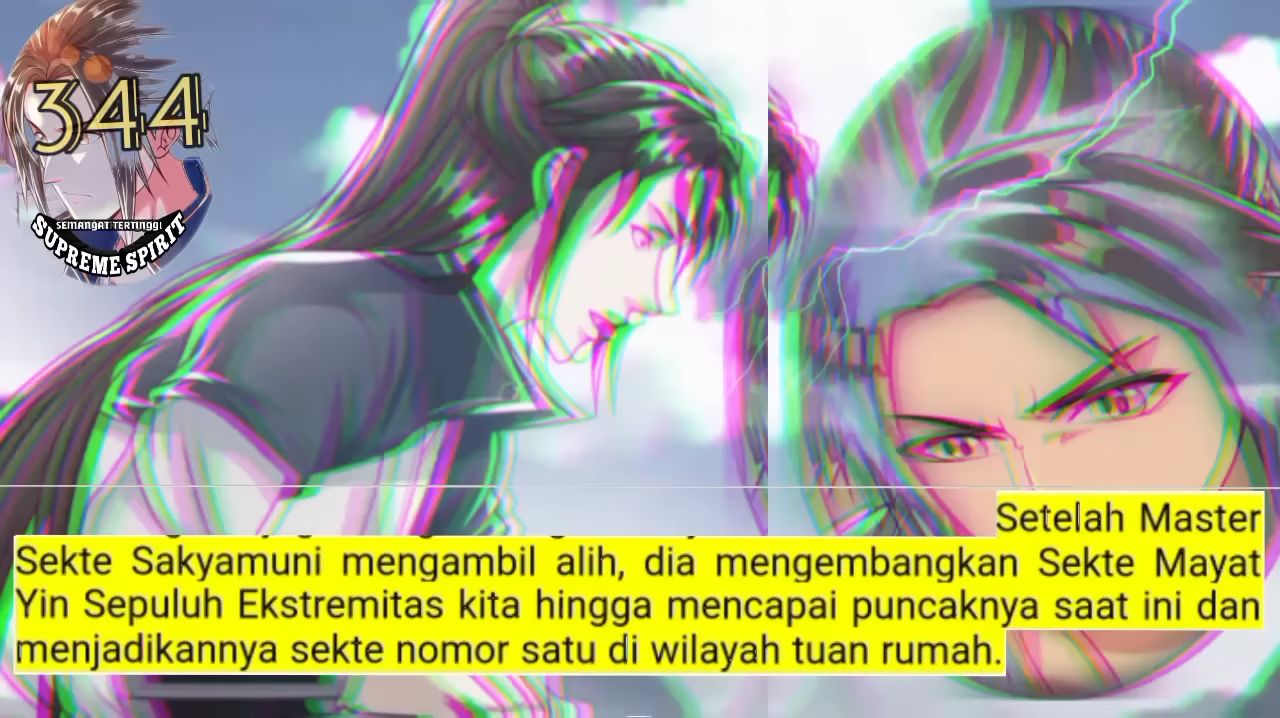 344
SEMANGAT TERTINGGI
SUPREME SPIRIT
Setelah Master
Sekte Sakyamuni mengambil alih, dia mengembangkan Sekte Mayat
Yin Sepuluh Ekstremitas kita hingga mencapai puncaknya saat ini dan
menjadikannya sekte nomor satu di wilayah tuan rumah.